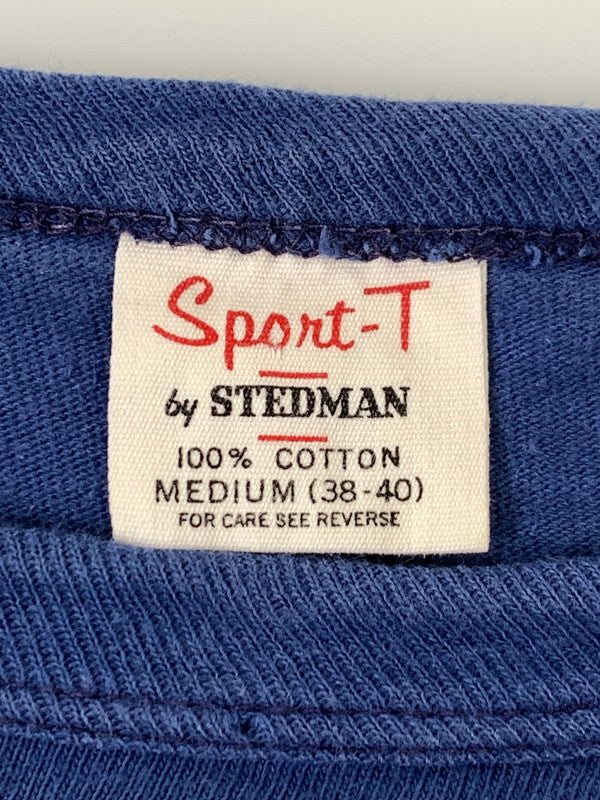 Sport-T
by STEDMAN
100% COTTON
MEDIUM (38-40)
FOR CARE SEE REVERSE